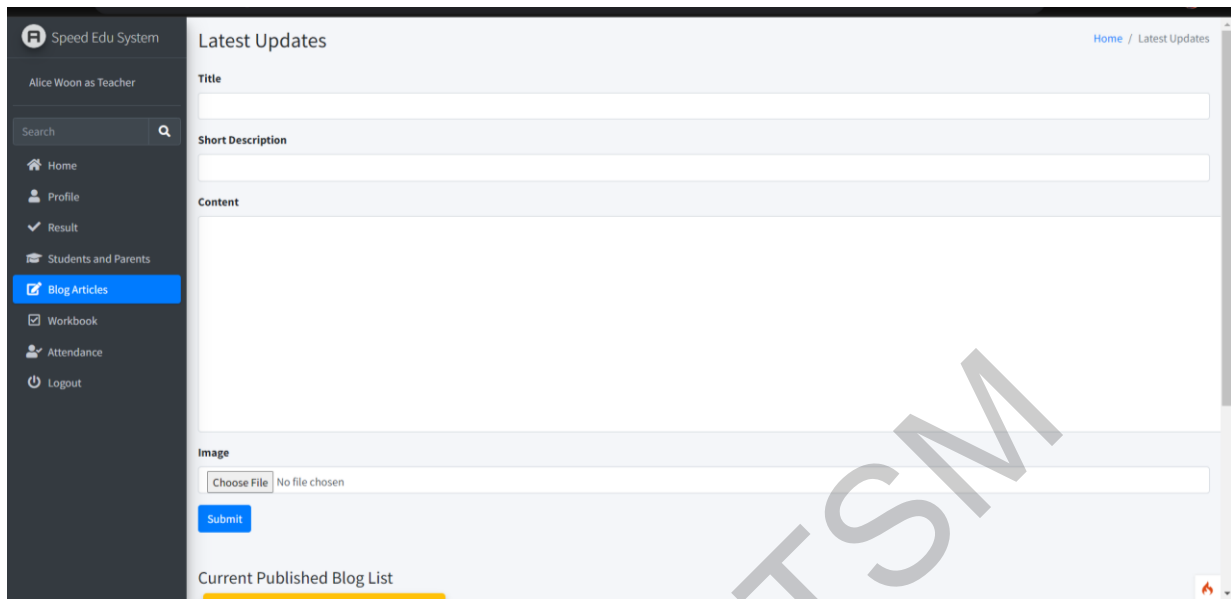 Speed Edu System
Alice Woon as Teacher
Search
Home
Profile
Result
Students and Parents
Blog Articles
Workbook
Attendance
Logout
Latest Updates
Home / Latest Updates
Title
Short Description
Content
Image
Choose File No file chosen
Submit
Current Published Blog List
TSM